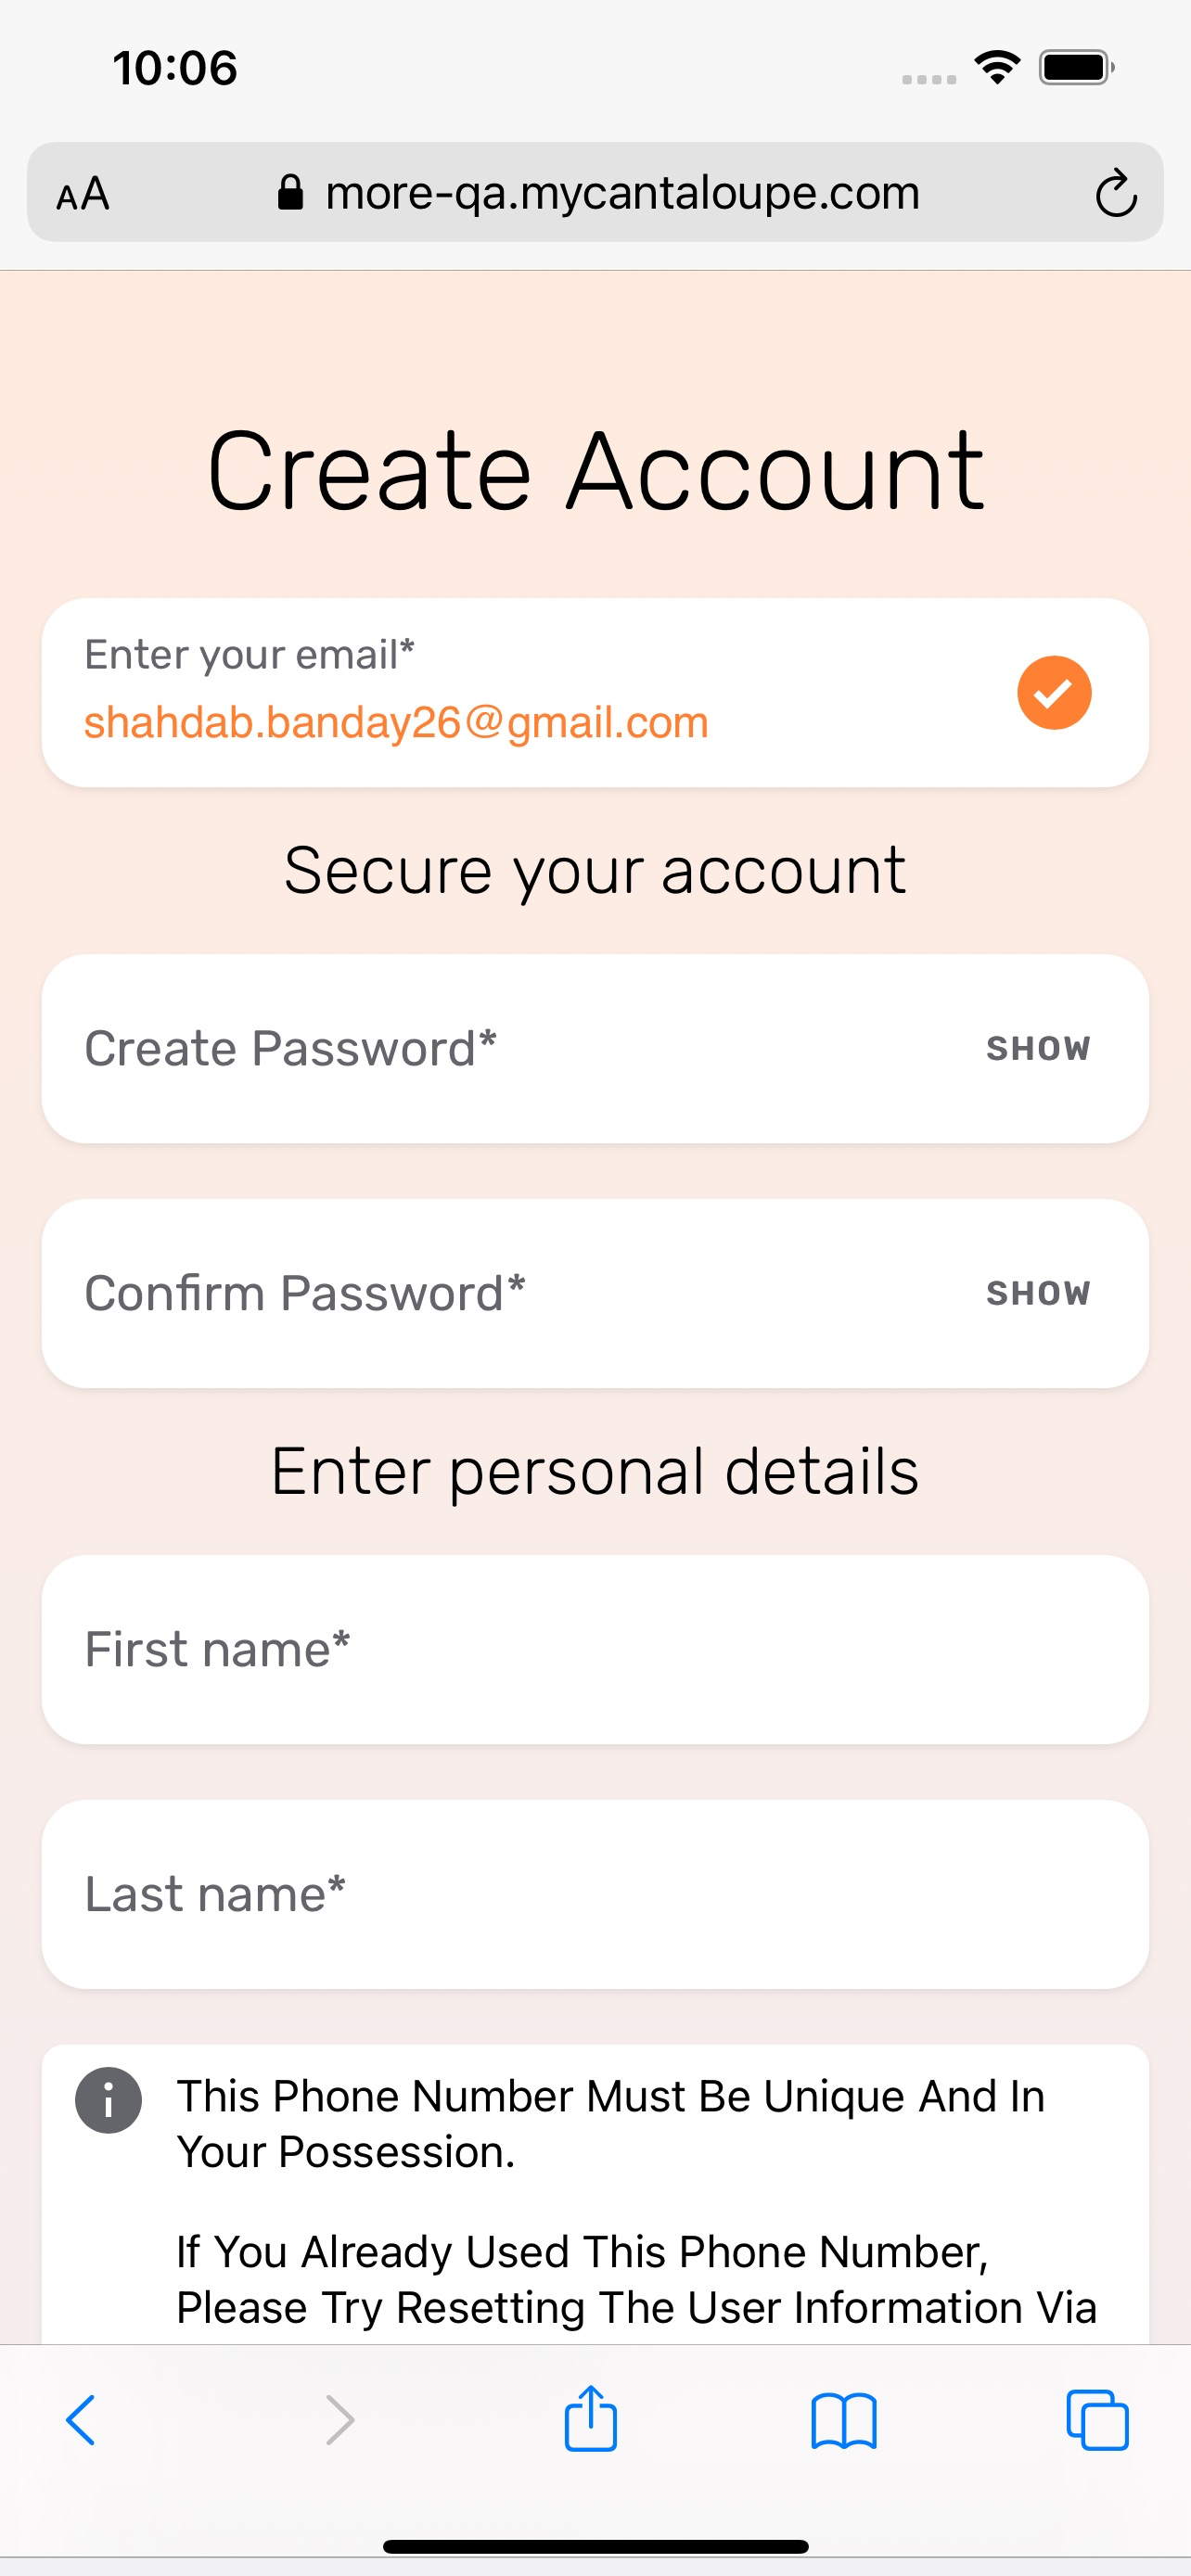 10:06
AA more-qa.mycantaloupe.com
Create Account
Enter your email*
shahdab.banday26@gmail.com
Secure your account
Create Password* SHOW
Confirm Password* SHOW
Enter personal details
First name*
Last name*
This Phone Number Must Be Unique And In
Your Possession.
If You Already Used This Phone Number,
Please Try Resetting The User Information Via